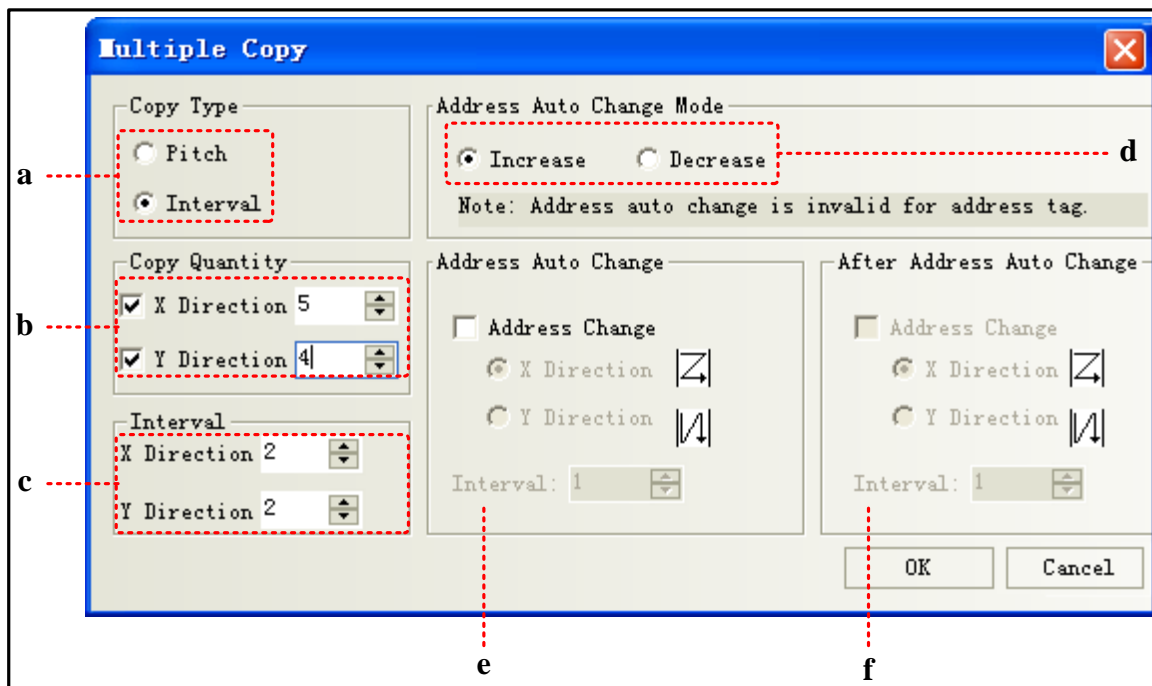 Multiple Copy
Copy Type
Pitch
Interval
a
Address Auto Change Mode
Increase Decrease
d
Note: Address auto change is invalid for address tag.
Copy Quantity
X Direction 5
Y Direction 4
b
Interval
X Direction 2
Y Direction 2
c
Address Auto Change
Address Change
X Direction
Y Direction
Interval: 1
e
After Address Auto Change
Address Change
X Direction
Y Direction
Interval: 1
f
OK Cancel